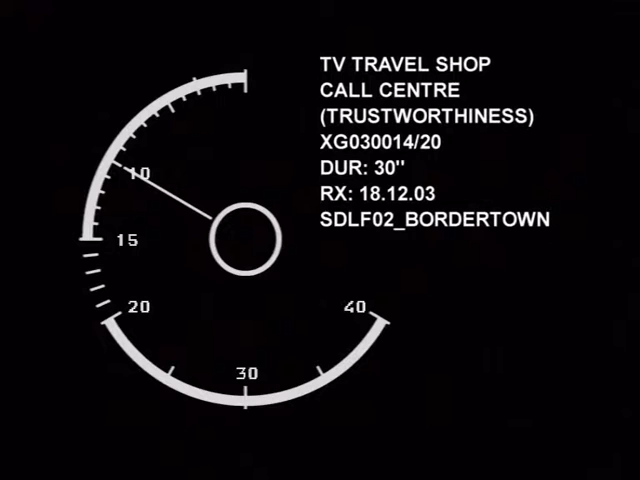 TV TRAVEL SHOP
CALL CENTRE
(TRUSTWORTHINESS)
XG030014/20
DUR: 30"
RX: 18.12.03
SDLF02_BORDERTOWN
10
15
20
40
30